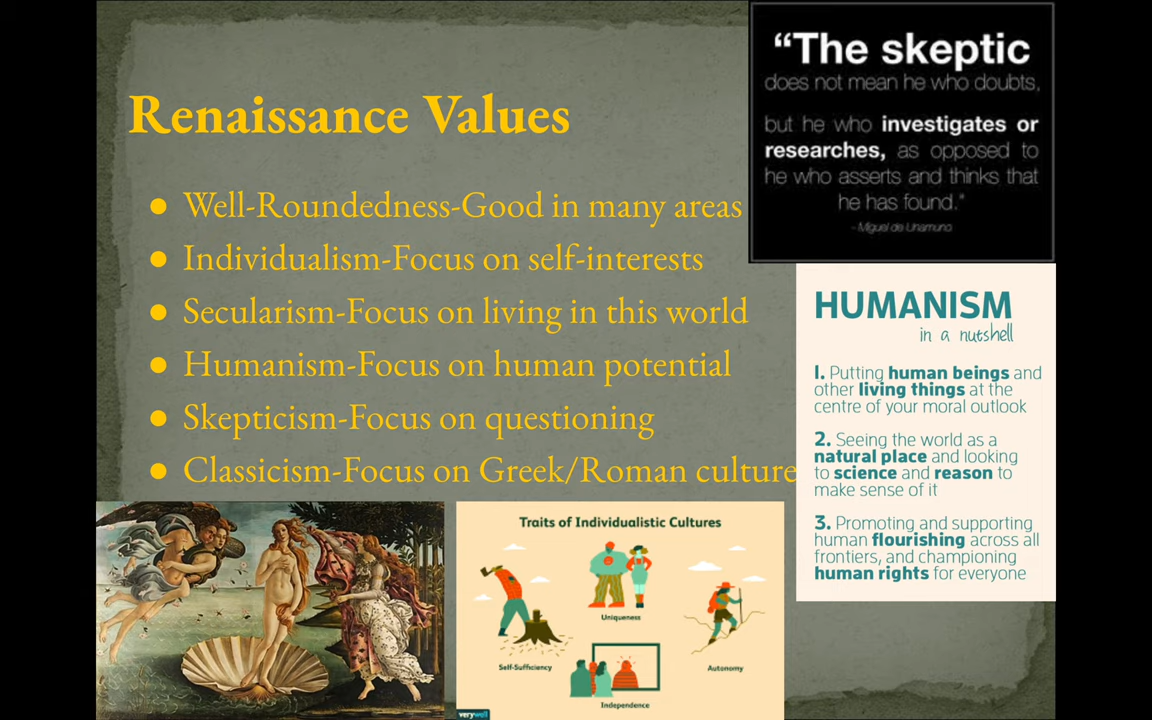 Renaissance Values
● Well-Roundedness-Good in many areas
● Individualism-Focus on self-interests
● Secularism-Focus on living in this world
● Humanism-Focus on human potential
● Skepticism-Focus on questioning
● Classicism-Focus on Greek/Roman culture
“The skeptic
does not mean he who doubts,
but he who investigates or
researches, as opposed to
he who asserts and thinks that
he has found."
- Miguel de Unamuno
HUMANISM
in a nutshell
1. Putting human beings and
other living things at the
centre of your moral outlook
2. Seeing the world as a
natural place and looking
to science and reason to
make sense of it
3. Promoting and supporting
human flourishing across all
frontiers, and championing
human rights for everyone
Traits of Individualistic Cultures
Uniqueness
Self-Sufficiency
Autonomy
Independence
verywell